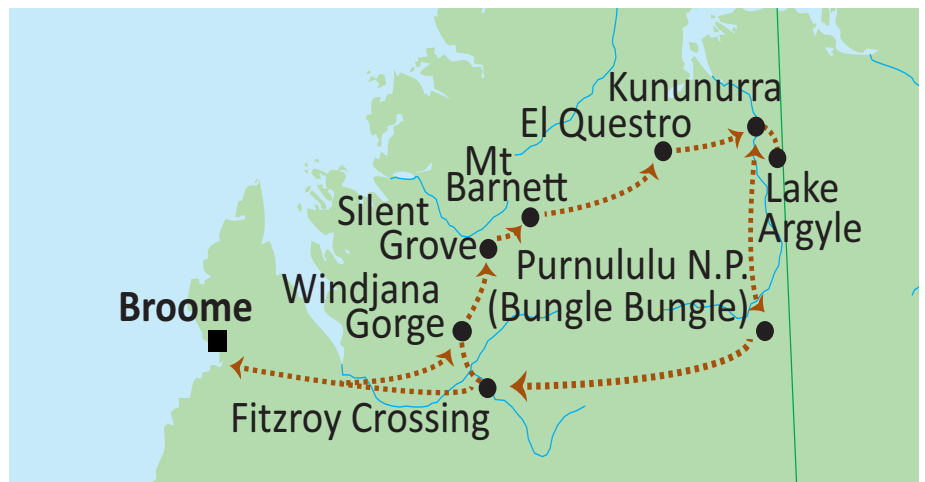 Kununurra
El Questro
Mt
Barnett
Lake
Argyle
Silent
Grove
Purnululu N.P.
(Bungle Bungle)
Windjana
Gorge
Broome
Fitzroy Crossing